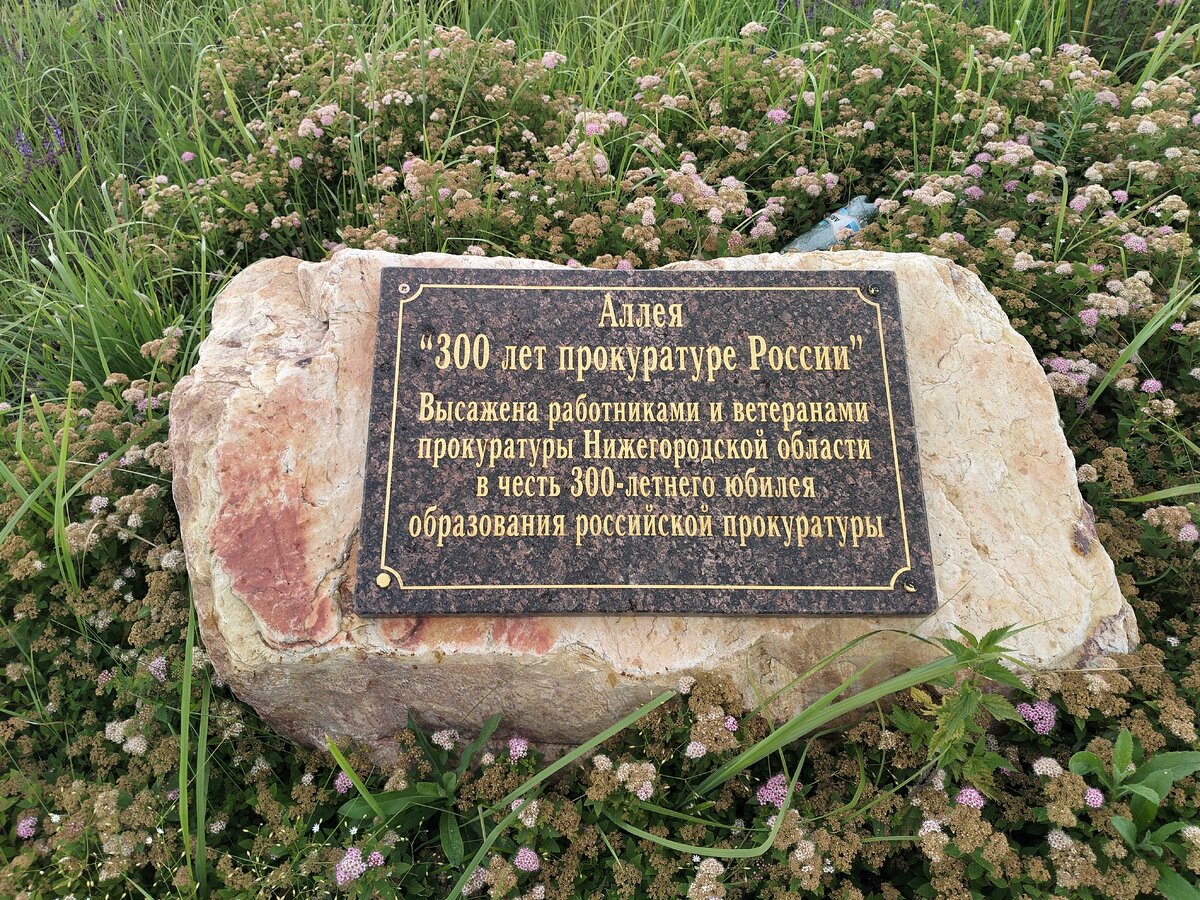 Аллея
“300 лет прокуратуре России”
Высажена работниками и ветеранами
прокуратуры Нижегородской области
в честь 300-летнего юбилея
образования российской прокуратуры